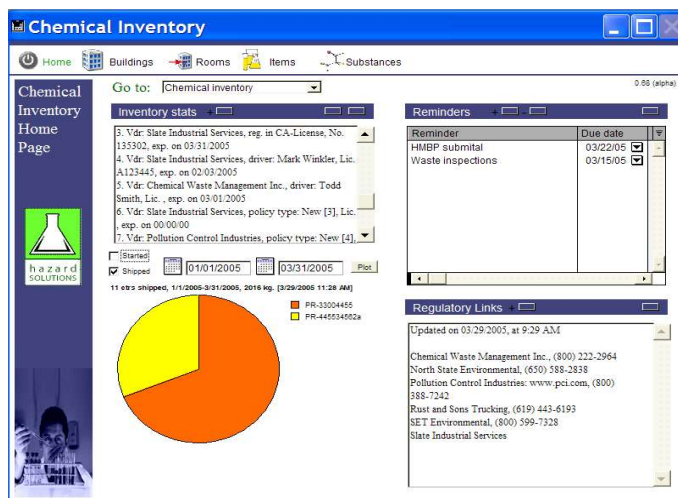 Chemical Inventory
Home
Buildings
Rooms
Items
Substances
Chemical
Inventory
Home
Page
Go to:
Chemical inventory
0.68 (alpha)
Inventory stats
3. Vdr: Slate Industrial Services, reg. in CA-License, No.
135302, exp. on 03/31/2005
4. Vdr: Slate Industrial Services, driver: Mark Winkler, Lic.
A123445, exp. on 02/03/2005
5. Vdr: Chemical Waste Management Inc., driver: Todd
Smith, Lic. , exp. on 03/01/2005
6. Vdr: Slate Industrial Services, policy type: New [3], Lic.
, exp. on 00/00/00
7. Vdr: Pollution Control Industries, policy type: New [4],
Started
Shipped
01/01/2005
03/31/2005
Plot
11 ctrs shipped, 1/1/2005-3/31/2005, 2016 kg. [3/29/2005 11:28 AM]
PR-33004455
PR-445534562a
hazard
SOLUTIONS
Reminders
Reminder
Due date
HMBP submital
03/22/05
Waste inspections
03/15/05
Regulatory Links
Updated on 03/29/2005, at 9:29 AM
Chemical Waste Management Inc., (800) 222-2964
North State Environmental, (650) 588-2838
Pollution Control Industries: www.pci.com, (800)
388-7242
Rust and Sons Trucking, (619) 443-6193
SET Environmental, (800) 599-7328
Slate Industrial Services